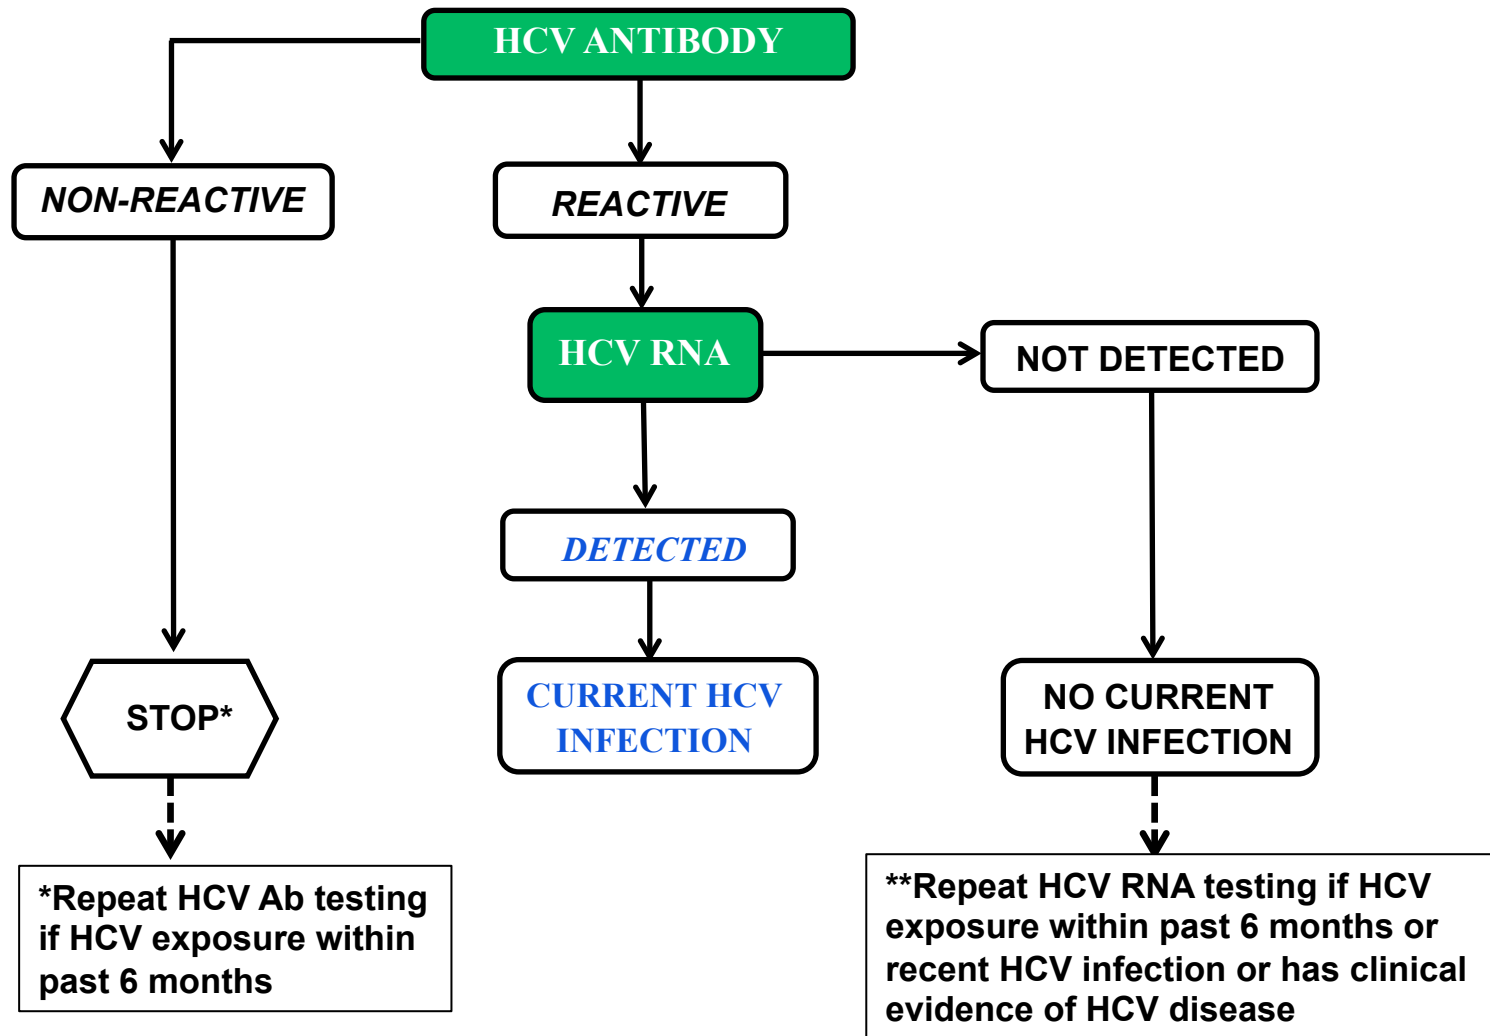 HCV ANTIBODY
NON-REACTIVE
REACTIVE
HCV RNA
NOT DETECTED
DETECTED
STOP*
CURRENT HCV
INFECTION
NO CURRENT
HCV INFECTION
*Repeat HCV Ab testing
if HCV exposure within
past 6 months
**Repeat HCV RNA testing if HCV
exposure within past 6 months or
recent HCV infection or has clinical
evidence of HCV disease